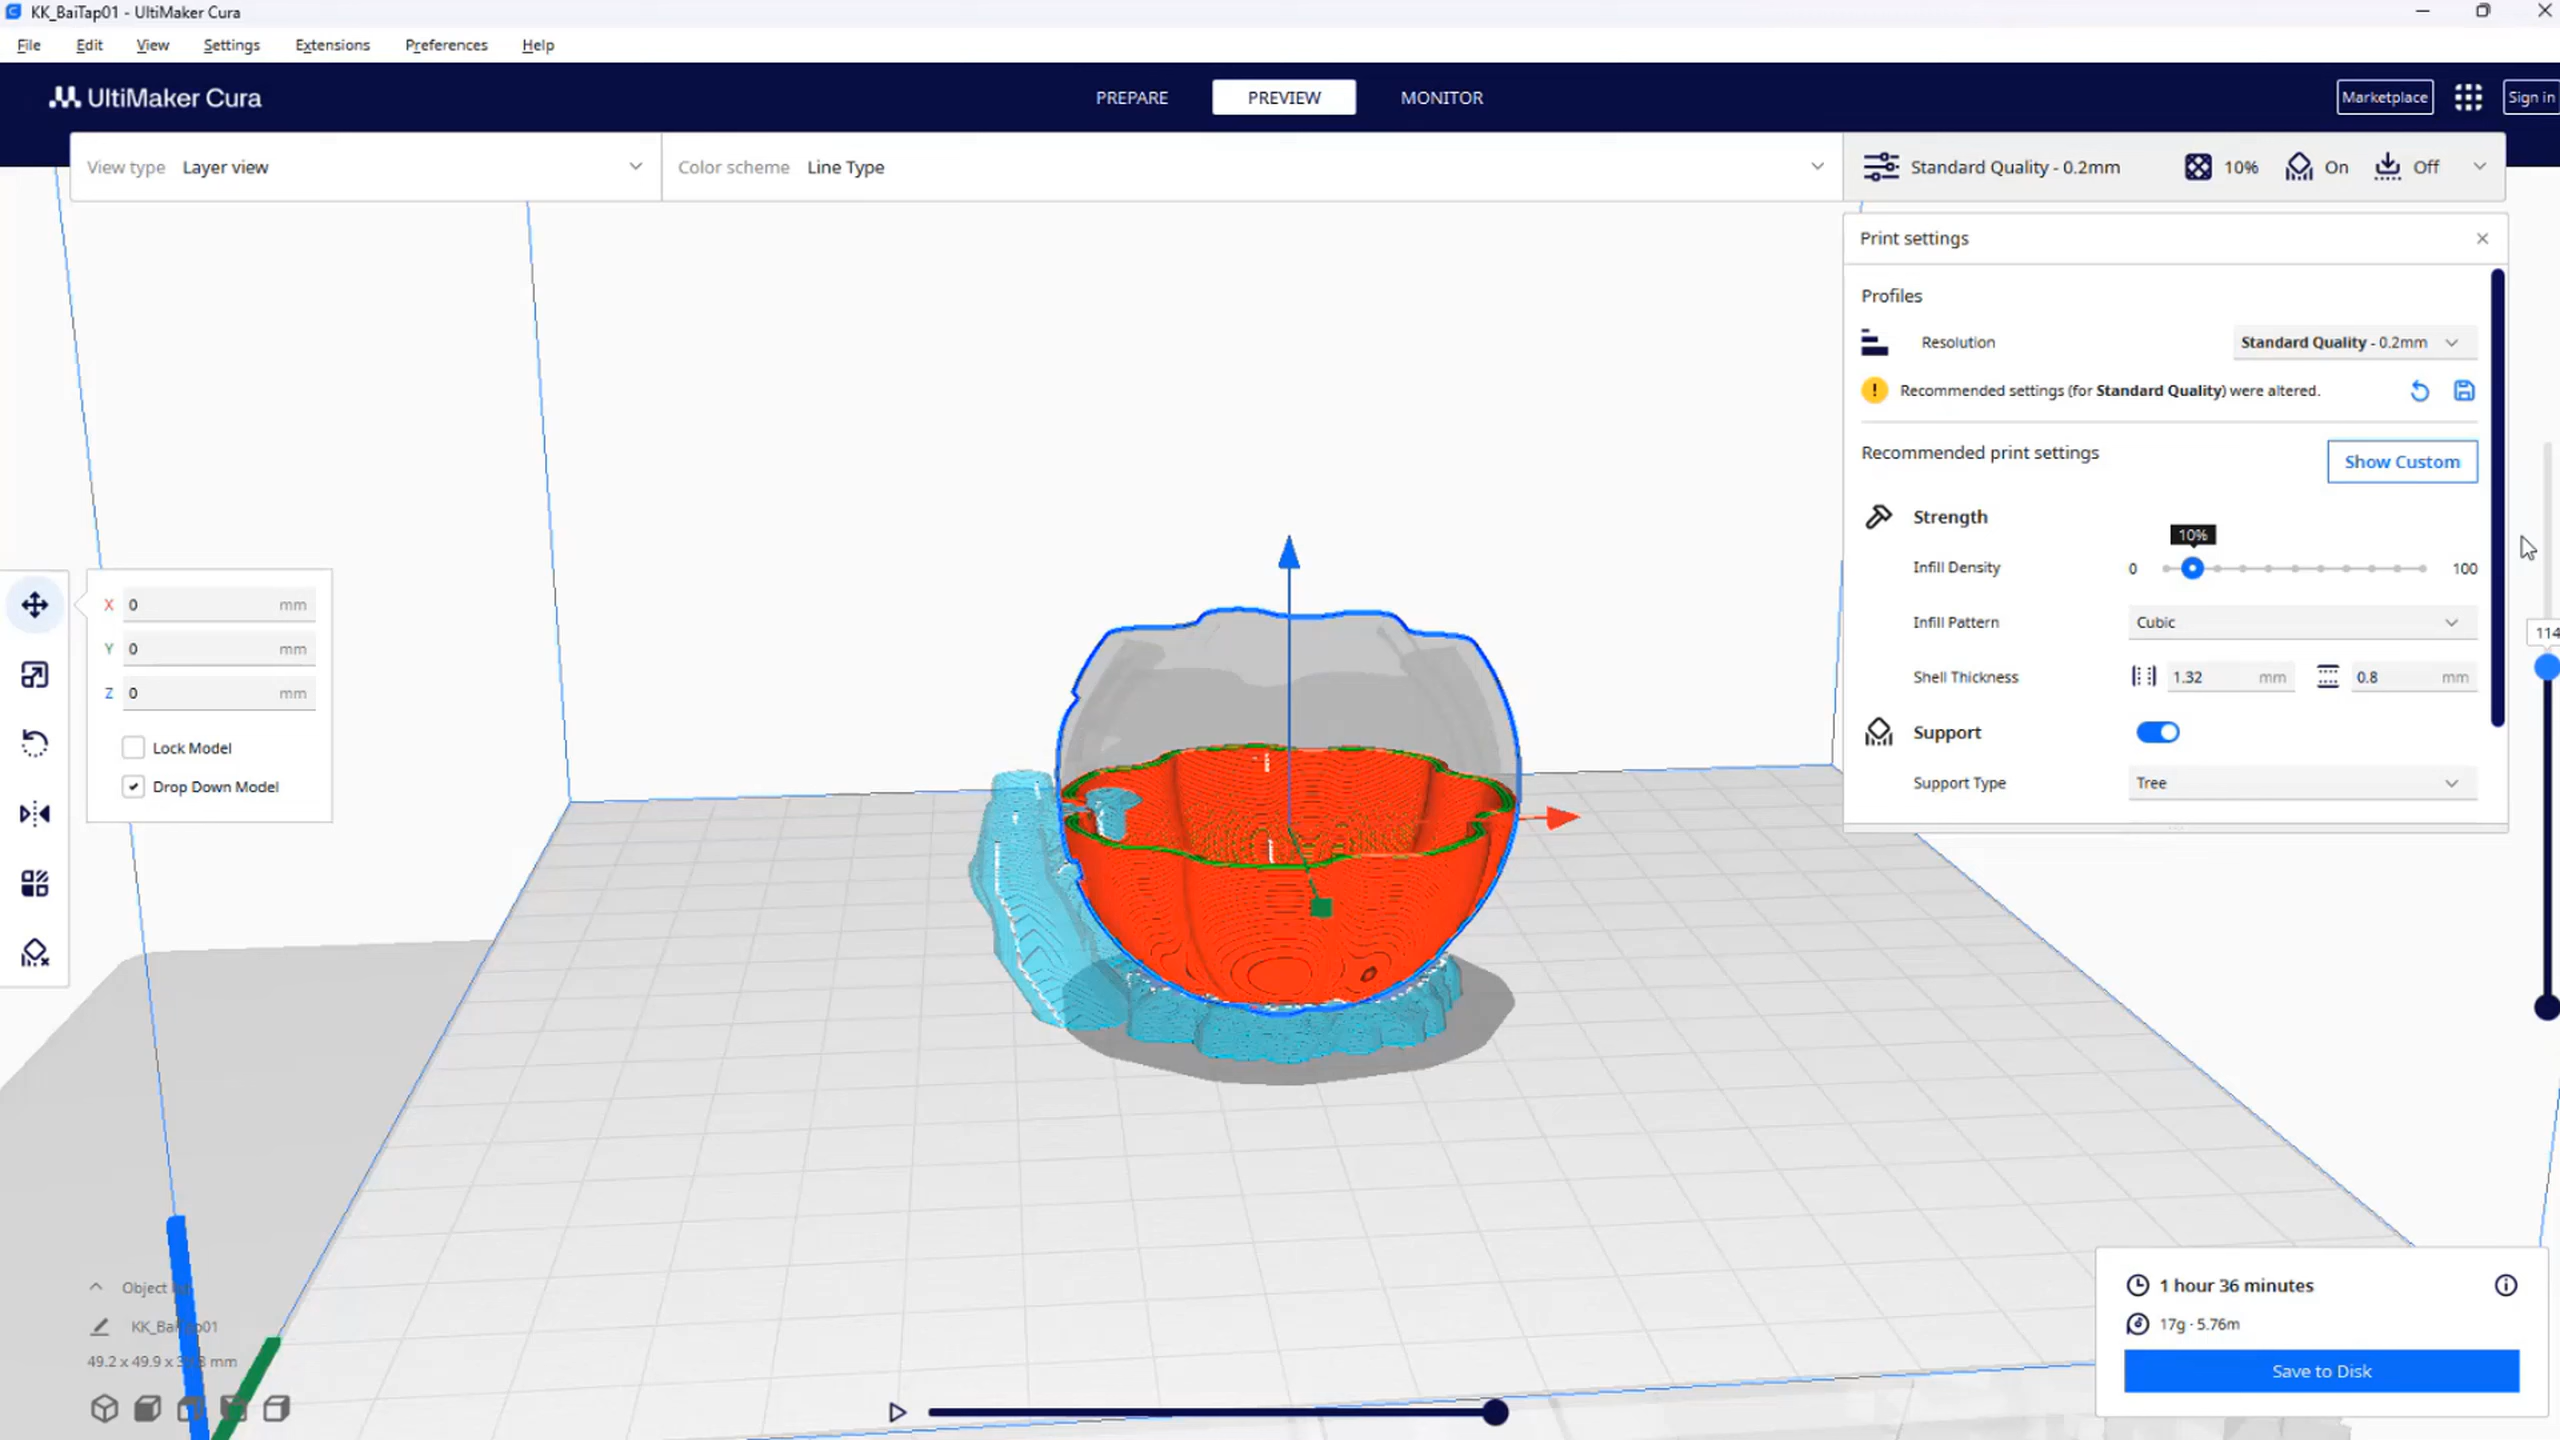 KK_BaiTap01 - UltiMaker Cura
File Edit View Settings Extensions Preferences Help
UltiMaker Cura
PREPARE PREVIEW MONITOR
Marketplace Sign in
View type Layer view
Color scheme Line Type
Standard Quality - 0.2mm 10% On Off
Print settings
Profiles
Resolution Standard Quality - 0.2mm
Recommended settings (for Standard Quality) were altered.
Recommended print settings Show Custom
Strength
10%
Infill Density 0 100
Infill Pattern Cubic
114
Shell Thickness 1.32 mm 0.8 mm
Support
Support Type Tree
X 0 mm
Y 0 mm
Z 0 mm
Lock Model
Drop Down Model
Object
49.2 x 49.9 x mm
1 hour 36 minutes
17g · 5.76m
Save to Disk